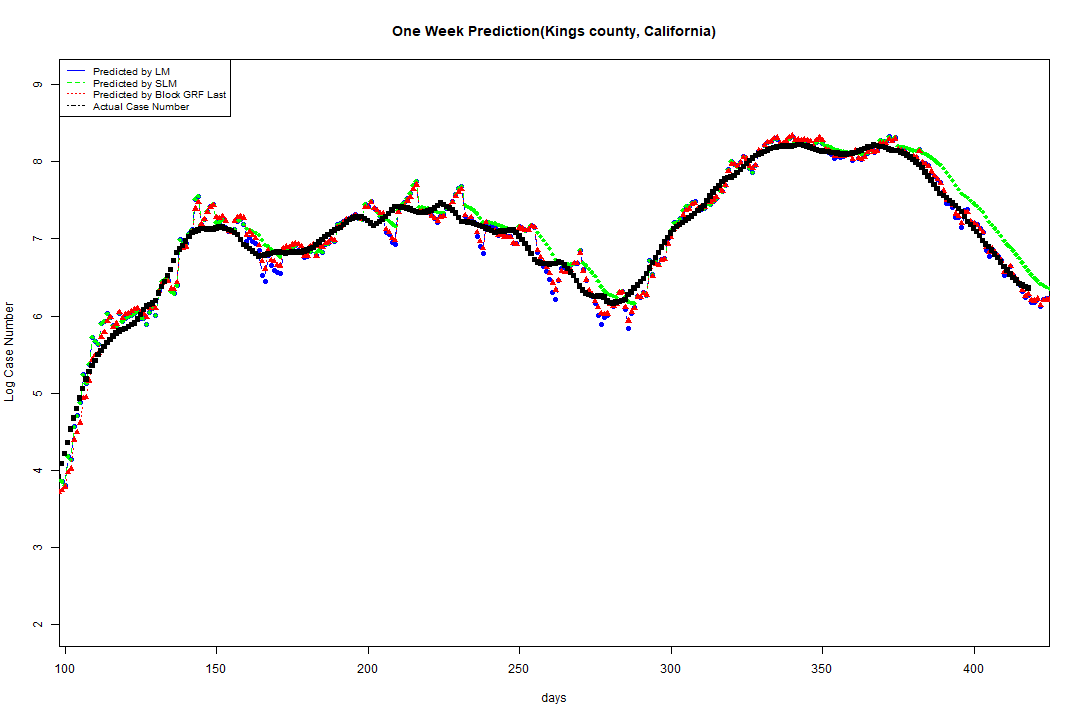 One Week Prediction(Kings county, California)
Predicted by LM
Predicted by SLM
Predicted by Block GRF Last
Actual Case Number
Log Case Number
9
8
7
6
5
4
3
2
100 150 200 250 300 350 400
days